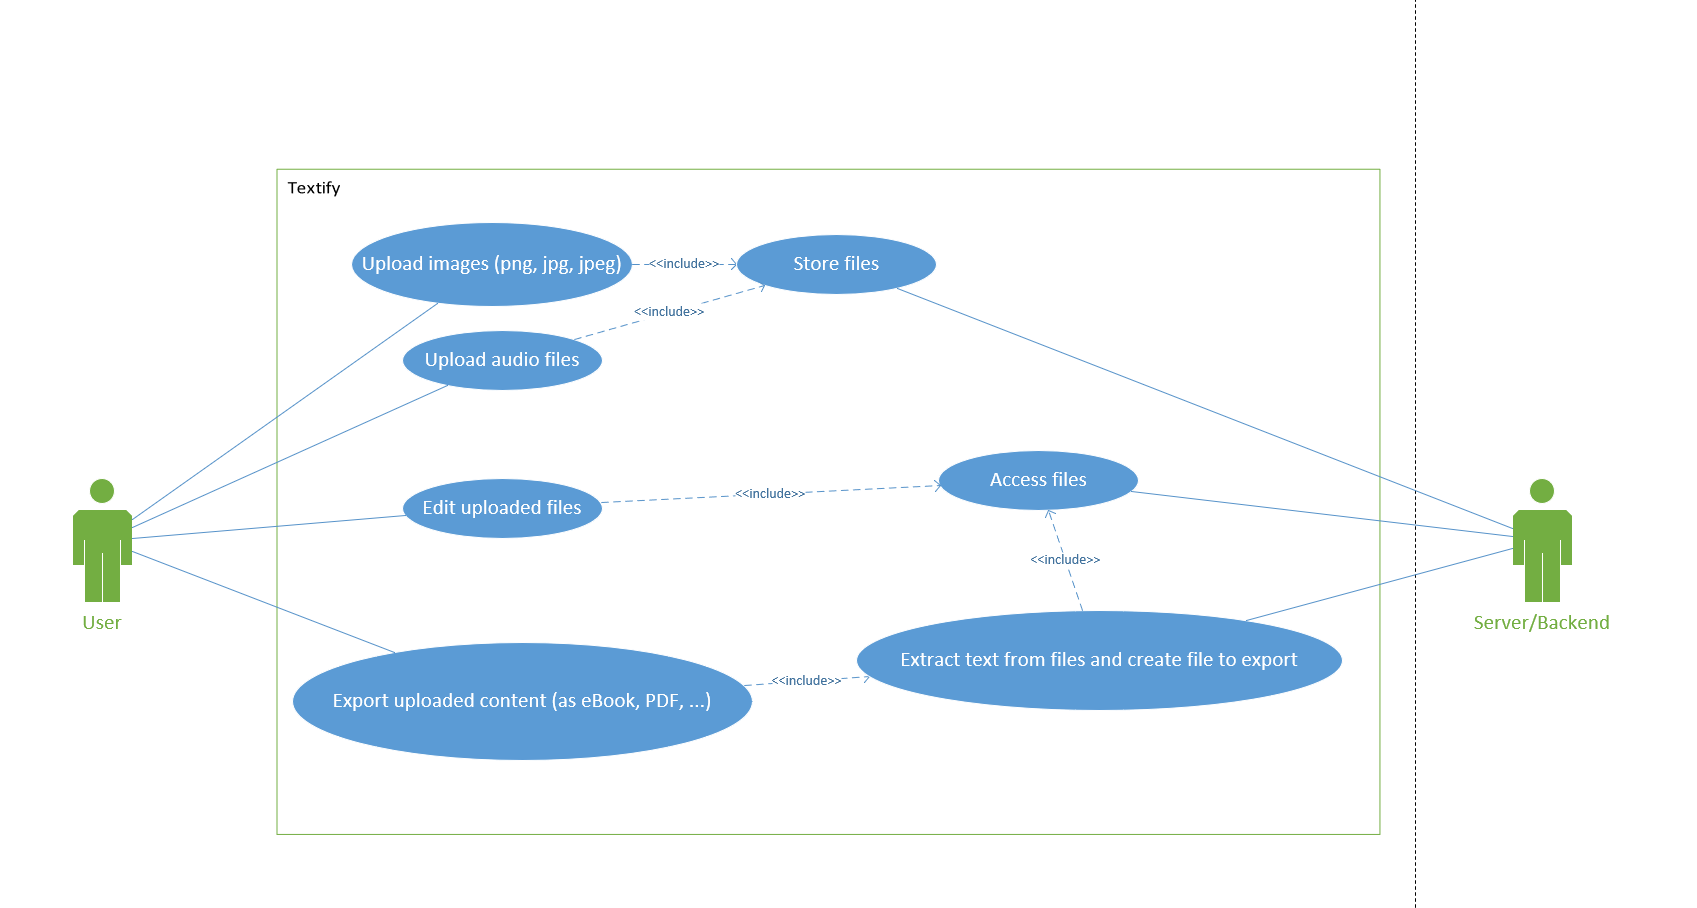 Textify
Upload images (png, jpg, jpeg)
<<include>>
Store files
<<include>>
Upload audio files
Access files
<<include>>
Edit uploaded files
<<include>>
User
Server/Backend
Extract text from files and create file to export
<<include>>
Export uploaded content (as eBook, PDF, ...)